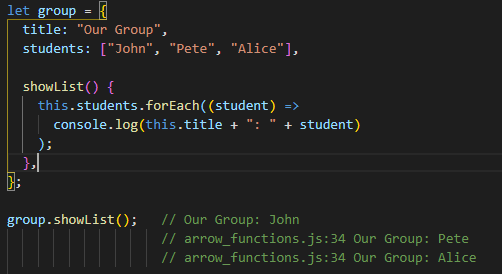 let group = {
  title: "Our Group",
  students: ["John", "Pete", "Alice"],

  showList() {
    this.students.forEach((student) =>
      console.log(this.title + ": " + student)
    );
  },
};

group.showList();   // Our Group: John
                    // arrow_functions.js:34 Our Group: Pete
                    // arrow_functions.js:34 Our Group: Alice